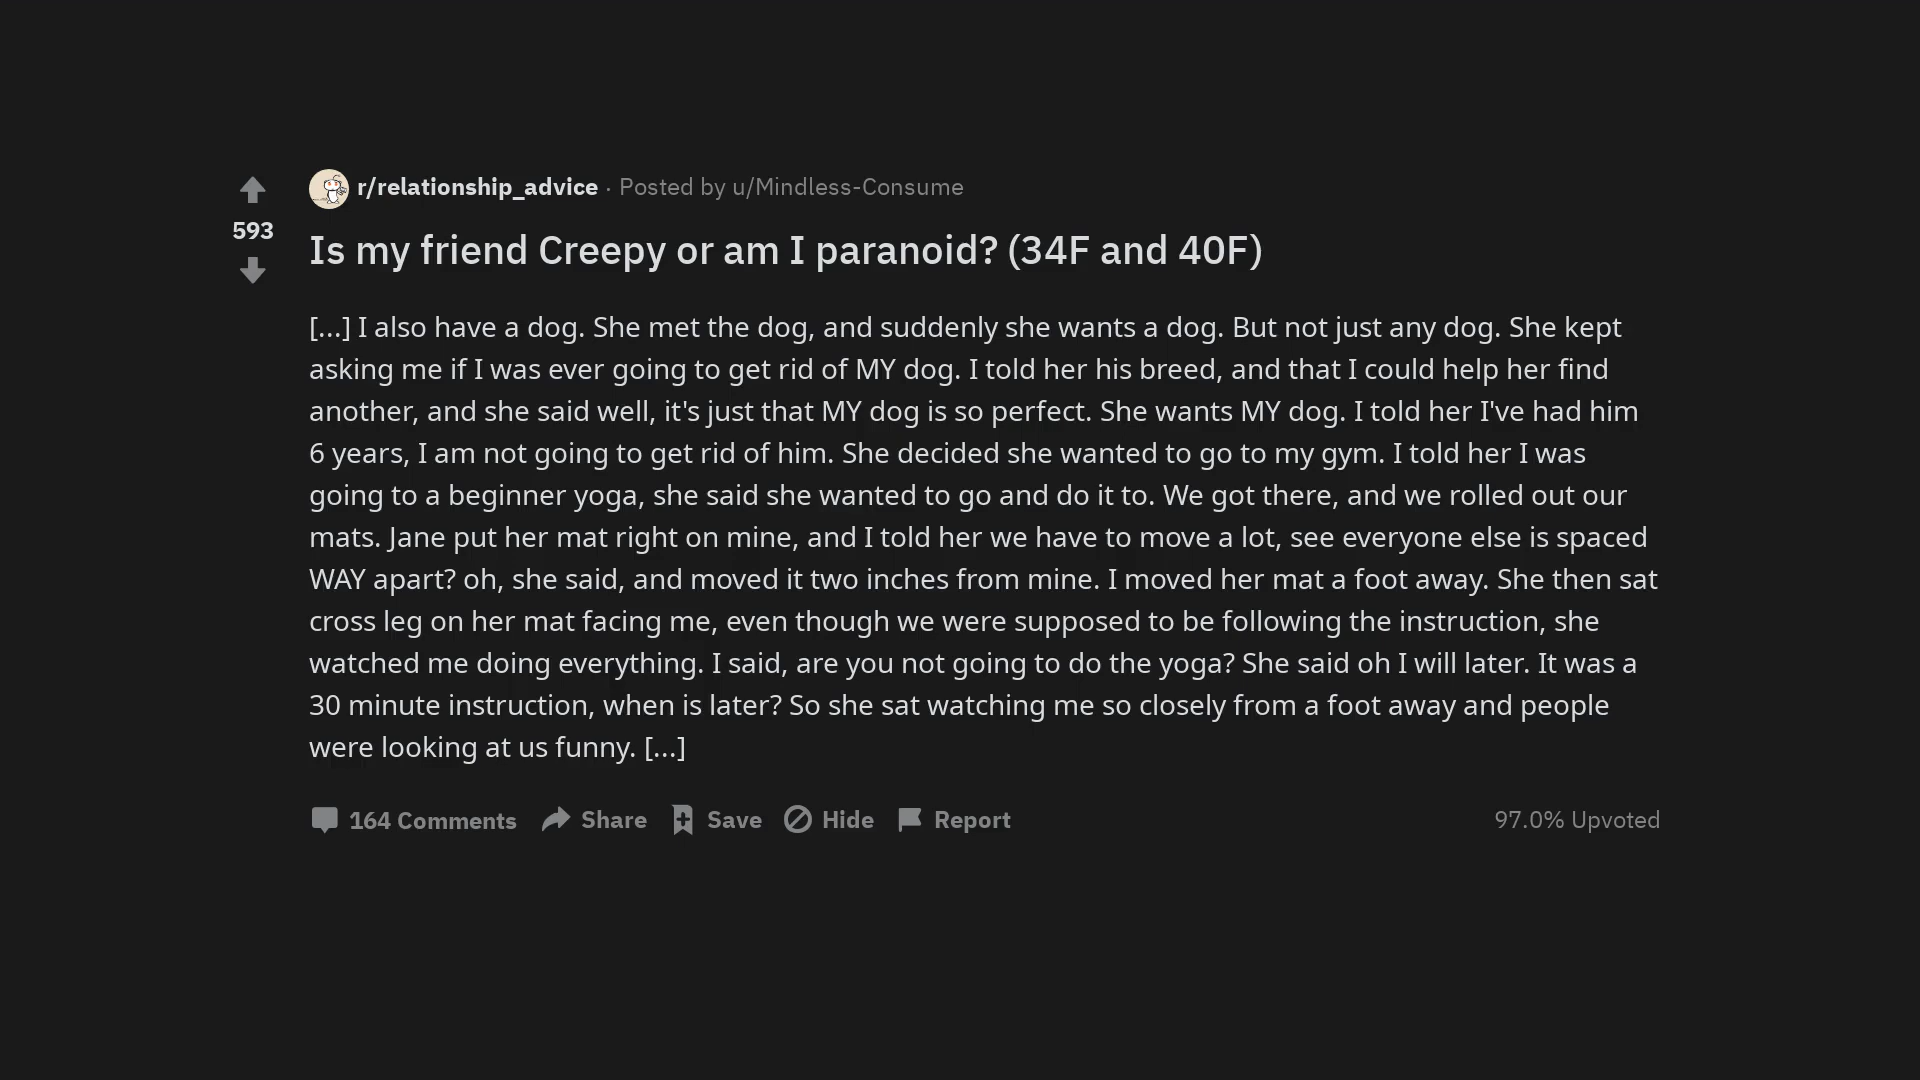 r/relationship_advice · Posted by u/Mindless-Consume
593
Is my friend Creepy or am I paranoid? (34F and 40F)
[...] I also have a dog. She met the dog, and suddenly she wants a dog. But not just any dog. She kept
asking me if I was ever going to get rid of MY dog. I told her his breed, and that I could help her find
another, and she said well, it's just that MY dog is so perfect. She wants MY dog. I told her I've had him
6 years, I am not going to get rid of him. She decided she wanted to go to my gym. I told her I was
going to a beginner yoga, she said she wanted to go and do it to. We got there, and we rolled out our
mats. Jane put her mat right on mine, and I told her we have to move a lot, see everyone else is spaced
WAY apart? oh, she said, and moved it two inches from mine. I moved her mat a foot away. She then sat
cross leg on her mat facing me, even though we were supposed to be following the instruction, she
watched me doing everything. I said, are you not going to do the yoga? She said oh I will later. It was a
30 minute instruction, when is later? So she sat watching me so closely from a foot away and people
were looking at us funny. [...]
164 Comments Share Save Hide Report 97.0% Upvoted